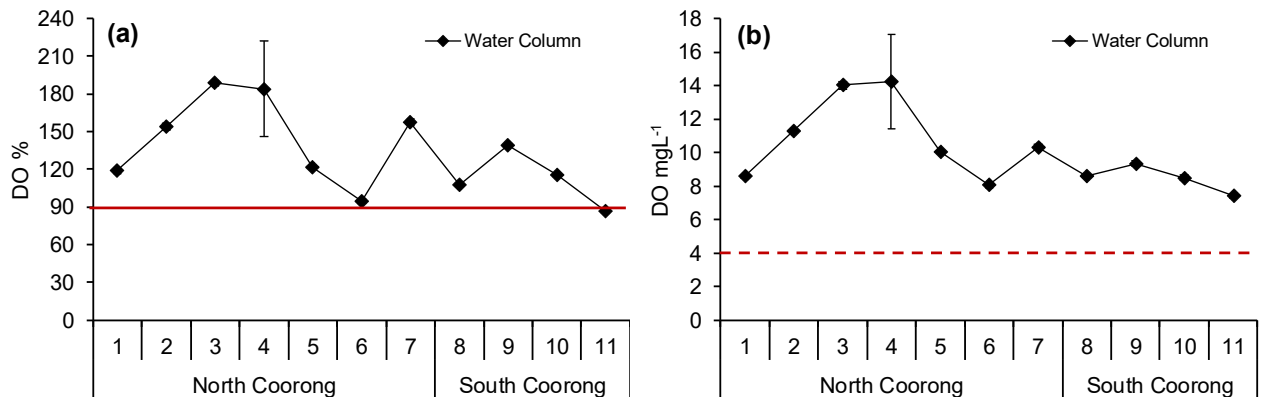 (a)
Water Column
DO %
240
210
180
150
120
90
60
30
0
1 2 3 4 5 6 7 8 9 10 11
North Coorong South Coorong
(b)
Water Column
DO mgL⁻¹
18
16
14
12
10
8
6
4
2
0
1 2 3 4 5 6 7 8 9 10 11
North Coorong South Coorong